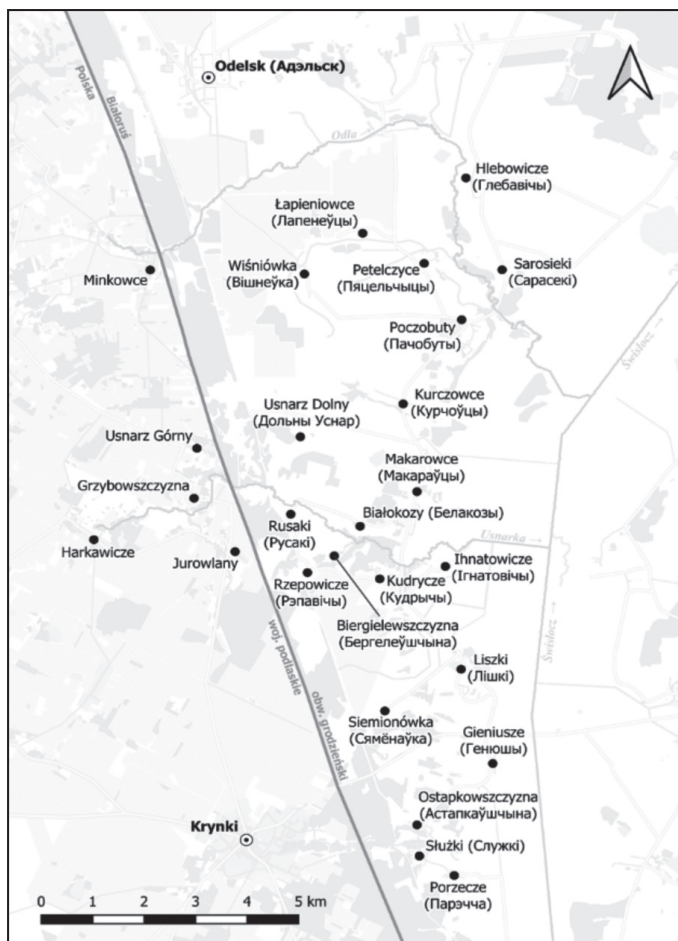 Odelsk (Адэльск)
Polska
Białoruś
Odła
Hlebowicze
(Глебавічы)
Łapieniowce
(Лапенеўцы)
Minkowce
Wiśniówka
(Вішнеўка)
Petelczyce
(Пяцельчыцы)
Sarosieki
(Сарасекі)
Poczobuty
(Пачобуты)
Świsłocz →
Kurczowce
(Курчоўцы)
Usnarz Dolny
(Дольны Уснар)
Usnarz Górny
Makarowce
(Макараўцы)
Grzybowszczyzna
Rusaki
(Русакі)
Białokozy (Белакозы)
Usnarka →
Harkawicze
Jurowlany
Ihnatowicze
(Ігнатовічы)
Rzepowicze
(Рэпавічы)
Kudrycze
(Кудрычы)
Biergielewszczyzna
(Бергелеўшчына)
woj. podlaskie
obw. grodzieński
Świsłocz →
Liszki
(Лішкі)
Siemionówka
(Сямёнаўка)
Gieniusze
(Генюшы)
Ostapkowszczyzna
(Астапкаўшчына)
Krynki
Służki (Служкі)
Porzecze
(Парэчча)
0 1 2 3 4 5 km